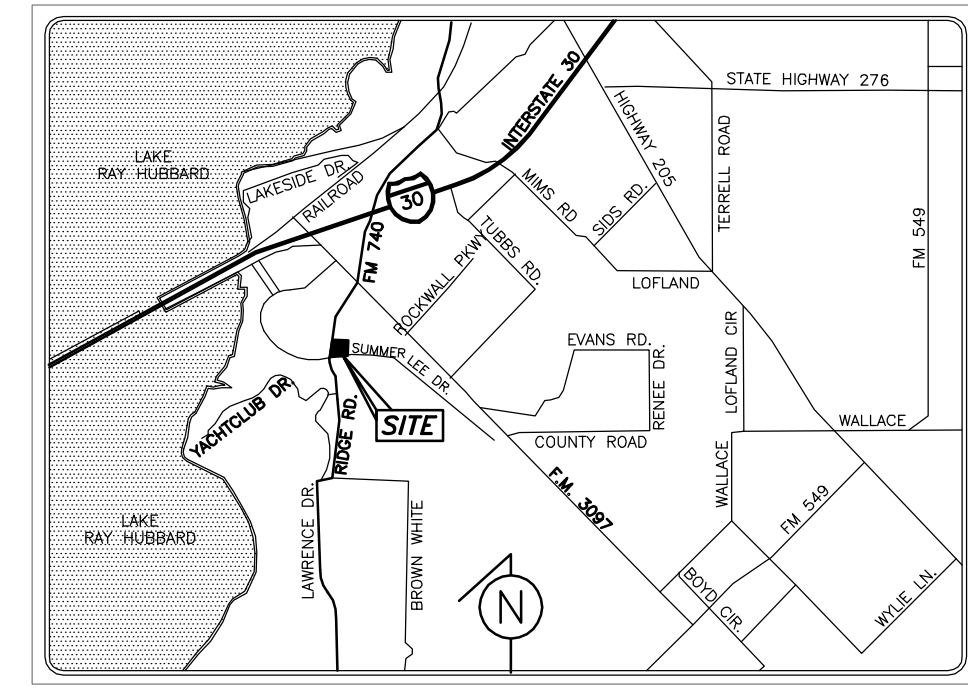 STATE HIGHWAY 276
INTERSTATE 30
HIGHWAY 205
TERRELL ROAD
LAKE
RAY HUBBARD
LAKESIDE DR.
RAILROAD
30
MIMS RD
SIDS RD.
FM 549
FM 740
TUBBS RD.
ROCKWALL PKWY
LOFLAND
SUMMER LEE DR.
EVANS RD.
RENEE DR.
LOFLAND CIR
YACHTCLUB DR.
RIDGE RD.
SITE
COUNTY ROAD
WALLACE
WALLACE
F.M. 3097
FM 549
LAKE
RAY HUBBARD
LAWRENCE DR.
BROWN WHITE
N
BOYD CIR.
WYLIE LN.